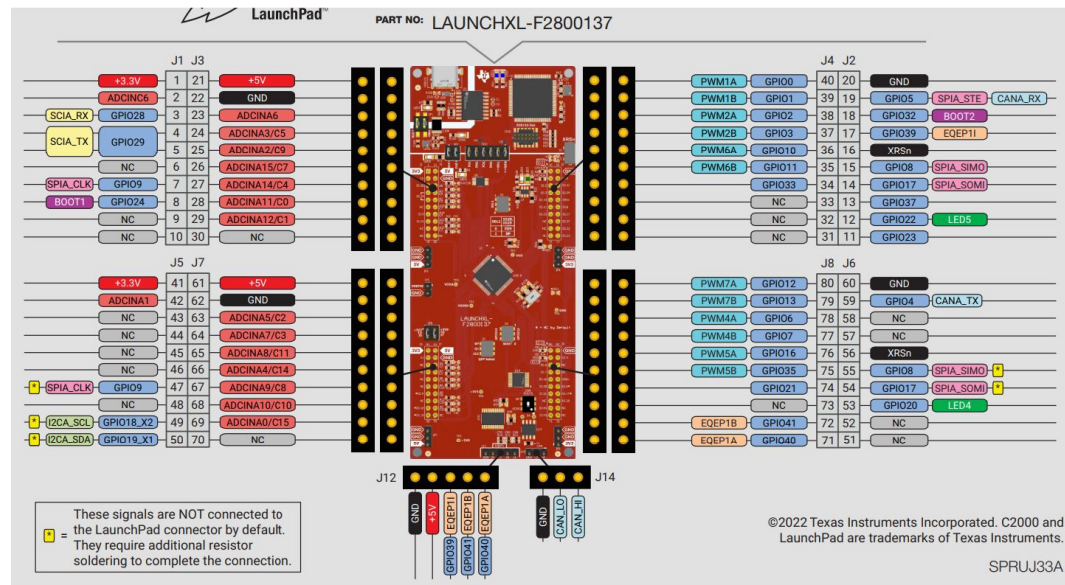 LaunchPad™
PART NO: LAUNCHXL-F2800137
J1 J3
+3.3V 1 21 +5V
ADCINC6 2 22 GND
SCIA_RX GPIO28 3 23 ADCINA6
SCIA_TX GPIO29 4 24 ADCINA3/C5
5 25 ADCINA2/C9
NC 6 26 ADCINA15/C7
SPIA_CLK GPIO9 7 27 ADCINA14/C4
BOOT1 GPIO24 8 28 ADCINA11/C0
NC 9 29 ADCINA12/C1
NC 10 30 NC
J4 J2
PWM1A GPIO0 40 20 GND
PWM1B GPIO1 39 19 GPIO5 SPIA_STE CANA_RX
PWM2A GPIO2 38 18 GPIO32 BOOT2
PWM2B GPIO3 37 17 GPIO39 EQEP1I
PWM6A GPIO10 36 16 XRSn
PWM6B GPIO11 35 15 GPIO8 SPIA_SIMO
GPIO33 34 14 GPIO17 SPIA_SOMI
NC 33 13 GPIO37
NC 32 12 GPIO22 LED5
NC 31 11 GPIO23
J5 J7
+3.3V 41 61 +5V
ADCINA1 42 62 GND
NC 43 63 ADCINA5/C2
NC 44 64 ADCINA7/C3
NC 45 65 ADCINA8/C11
NC 46 66 ADCINA4/C14
* SPIA_CLK GPIO9 47 67 ADCINA9/C8
NC 48 68 ADCINA10/C10
* I2CA_SCL GPIO18_X2 49 69 ADCINA0/C15
* I2CA_SDA GPIO19_X1 50 70 NC
J8 J6
PWM7A GPIO12 80 60 GND
PWM7B GPIO13 79 59 GPIO4 CANA_TX
PWM4A GPIO6 78 58 NC
PWM4B GPIO7 77 57 NC
PWM5A GPIO16 76 56 XRSn
PWM5B GPIO35 75 55 GPIO8 SPIA_SIMO *
GPIO21 74 54 GPIO17 SPIA_SOMI *
NC 73 53 GPIO20 LED4
EQEP1B GPIO41 72 52 NC
EQEP1A GPIO40 71 51 NC
XRSn
LAUNCHXL-
F2800137
J12
GND
+5V
GPIO39 EQEP1I
GPIO41 EQEP1B
GPIO40 EQEP1A
J14
GND
CAN_LO
CAN_HI
These signals are NOT connected to
* = the LaunchPad connector by default.
They require additional resistor
soldering to complete the connection.
©2022 Texas Instruments Incorporated. C2000 and
LaunchPad are trademarks of Texas Instruments.
SPRUJ33A